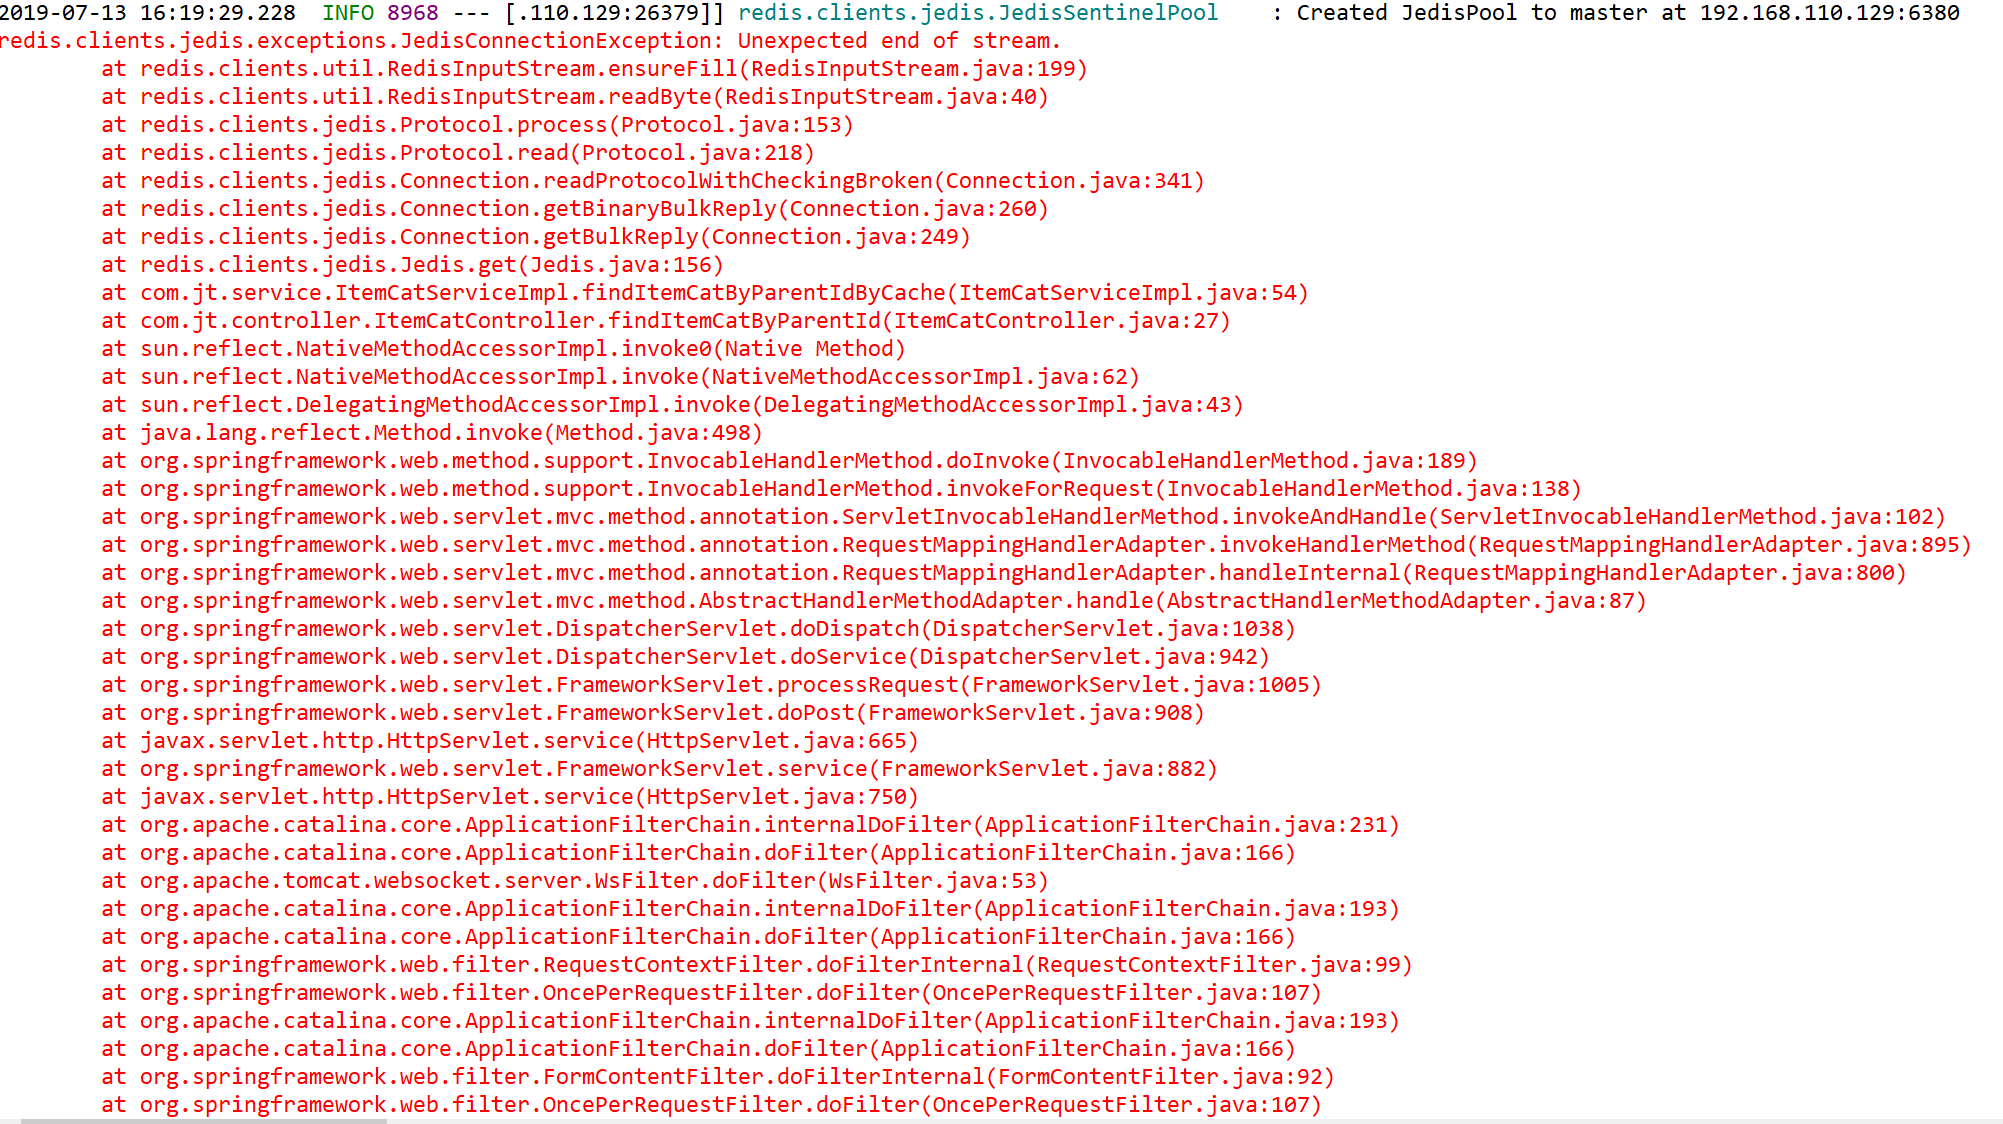 2019-07-13 16:19:29.228  INFO 8968 --- [.110.129:26379]] redis.clients.jedis.JedisSentinelPool    : Created JedisPool to master at 192.168.110.129:6380
redis.clients.jedis.exceptions.JedisConnectionException: Unexpected end of stream.
at redis.clients.util.RedisInputStream.ensureFill(RedisInputStream.java:199)
at redis.clients.util.RedisInputStream.readByte(RedisInputStream.java:40)
at redis.clients.jedis.Protocol.process(Protocol.java:153)
at redis.clients.jedis.Protocol.read(Protocol.java:218)
at redis.clients.jedis.Connection.readProtocolWithCheckingBroken(Connection.java:341)
at redis.clients.jedis.Connection.getBinaryBulkReply(Connection.java:260)
at redis.clients.jedis.Connection.getBulkReply(Connection.java:249)
at redis.clients.jedis.Jedis.get(Jedis.java:156)
at com.jt.service.ItemCatServiceImpl.findItemCatByParentIdByCache(ItemCatServiceImpl.java:54)
at com.jt.controller.ItemCatController.findItemCatByParentId(ItemCatController.java:27)
at sun.reflect.NativeMethodAccessorImpl.invoke0(Native Method)
at sun.reflect.NativeMethodAccessorImpl.invoke(NativeMethodAccessorImpl.java:62)
at sun.reflect.DelegatingMethodAccessorImpl.invoke(DelegatingMethodAccessorImpl.java:43)
at java.lang.reflect.Method.invoke(Method.java:498)
at org.springframework.web.method.support.InvocableHandlerMethod.doInvoke(InvocableHandlerMethod.java:189)
at org.springframework.web.method.support.InvocableHandlerMethod.invokeForRequest(InvocableHandlerMethod.java:138)
at org.springframework.web.servlet.mvc.method.annotation.ServletInvocableHandlerMethod.invokeAndHandle(ServletInvocableHandlerMethod.java:102)
at org.springframework.web.servlet.mvc.method.annotation.RequestMappingHandlerAdapter.invokeHandlerMethod(RequestMappingHandlerAdapter.java:895)
at org.springframework.web.servlet.mvc.method.annotation.RequestMappingHandlerAdapter.handleInternal(RequestMappingHandlerAdapter.java:800)
at org.springframework.web.servlet.mvc.method.AbstractHandlerMethodAdapter.handle(AbstractHandlerMethodAdapter.java:87)
at org.springframework.web.servlet.DispatcherServlet.doDispatch(DispatcherServlet.java:1038)
at org.springframework.web.servlet.DispatcherServlet.doService(DispatcherServlet.java:942)
at org.springframework.web.servlet.FrameworkServlet.processRequest(FrameworkServlet.java:1005)
at org.springframework.web.servlet.FrameworkServlet.doPost(FrameworkServlet.java:908)
at javax.servlet.http.HttpServlet.service(HttpServlet.java:665)
at org.springframework.web.servlet.FrameworkServlet.service(FrameworkServlet.java:882)
at javax.servlet.http.HttpServlet.service(HttpServlet.java:750)
at org.apache.catalina.core.ApplicationFilterChain.internalDoFilter(ApplicationFilterChain.java:231)
at org.apache.catalina.core.ApplicationFilterChain.doFilter(ApplicationFilterChain.java:166)
at org.apache.tomcat.websocket.server.WsFilter.doFilter(WsFilter.java:53)
at org.apache.catalina.core.ApplicationFilterChain.internalDoFilter(ApplicationFilterChain.java:193)
at org.apache.catalina.core.ApplicationFilterChain.doFilter(ApplicationFilterChain.java:166)
at org.springframework.web.filter.RequestContextFilter.doFilterInternal(RequestContextFilter.java:99)
at org.springframework.web.filter.OncePerRequestFilter.doFilter(OncePerRequestFilter.java:107)
at org.apache.catalina.core.ApplicationFilterChain.internalDoFilter(ApplicationFilterChain.java:193)
at org.apache.catalina.core.ApplicationFilterChain.doFilter(ApplicationFilterChain.java:166)
at org.springframework.web.filter.FormContentFilter.doFilterInternal(FormContentFilter.java:92)
at org.springframework.web.filter.OncePerRequestFilter.doFilter(OncePerRequestFilter.java:107)